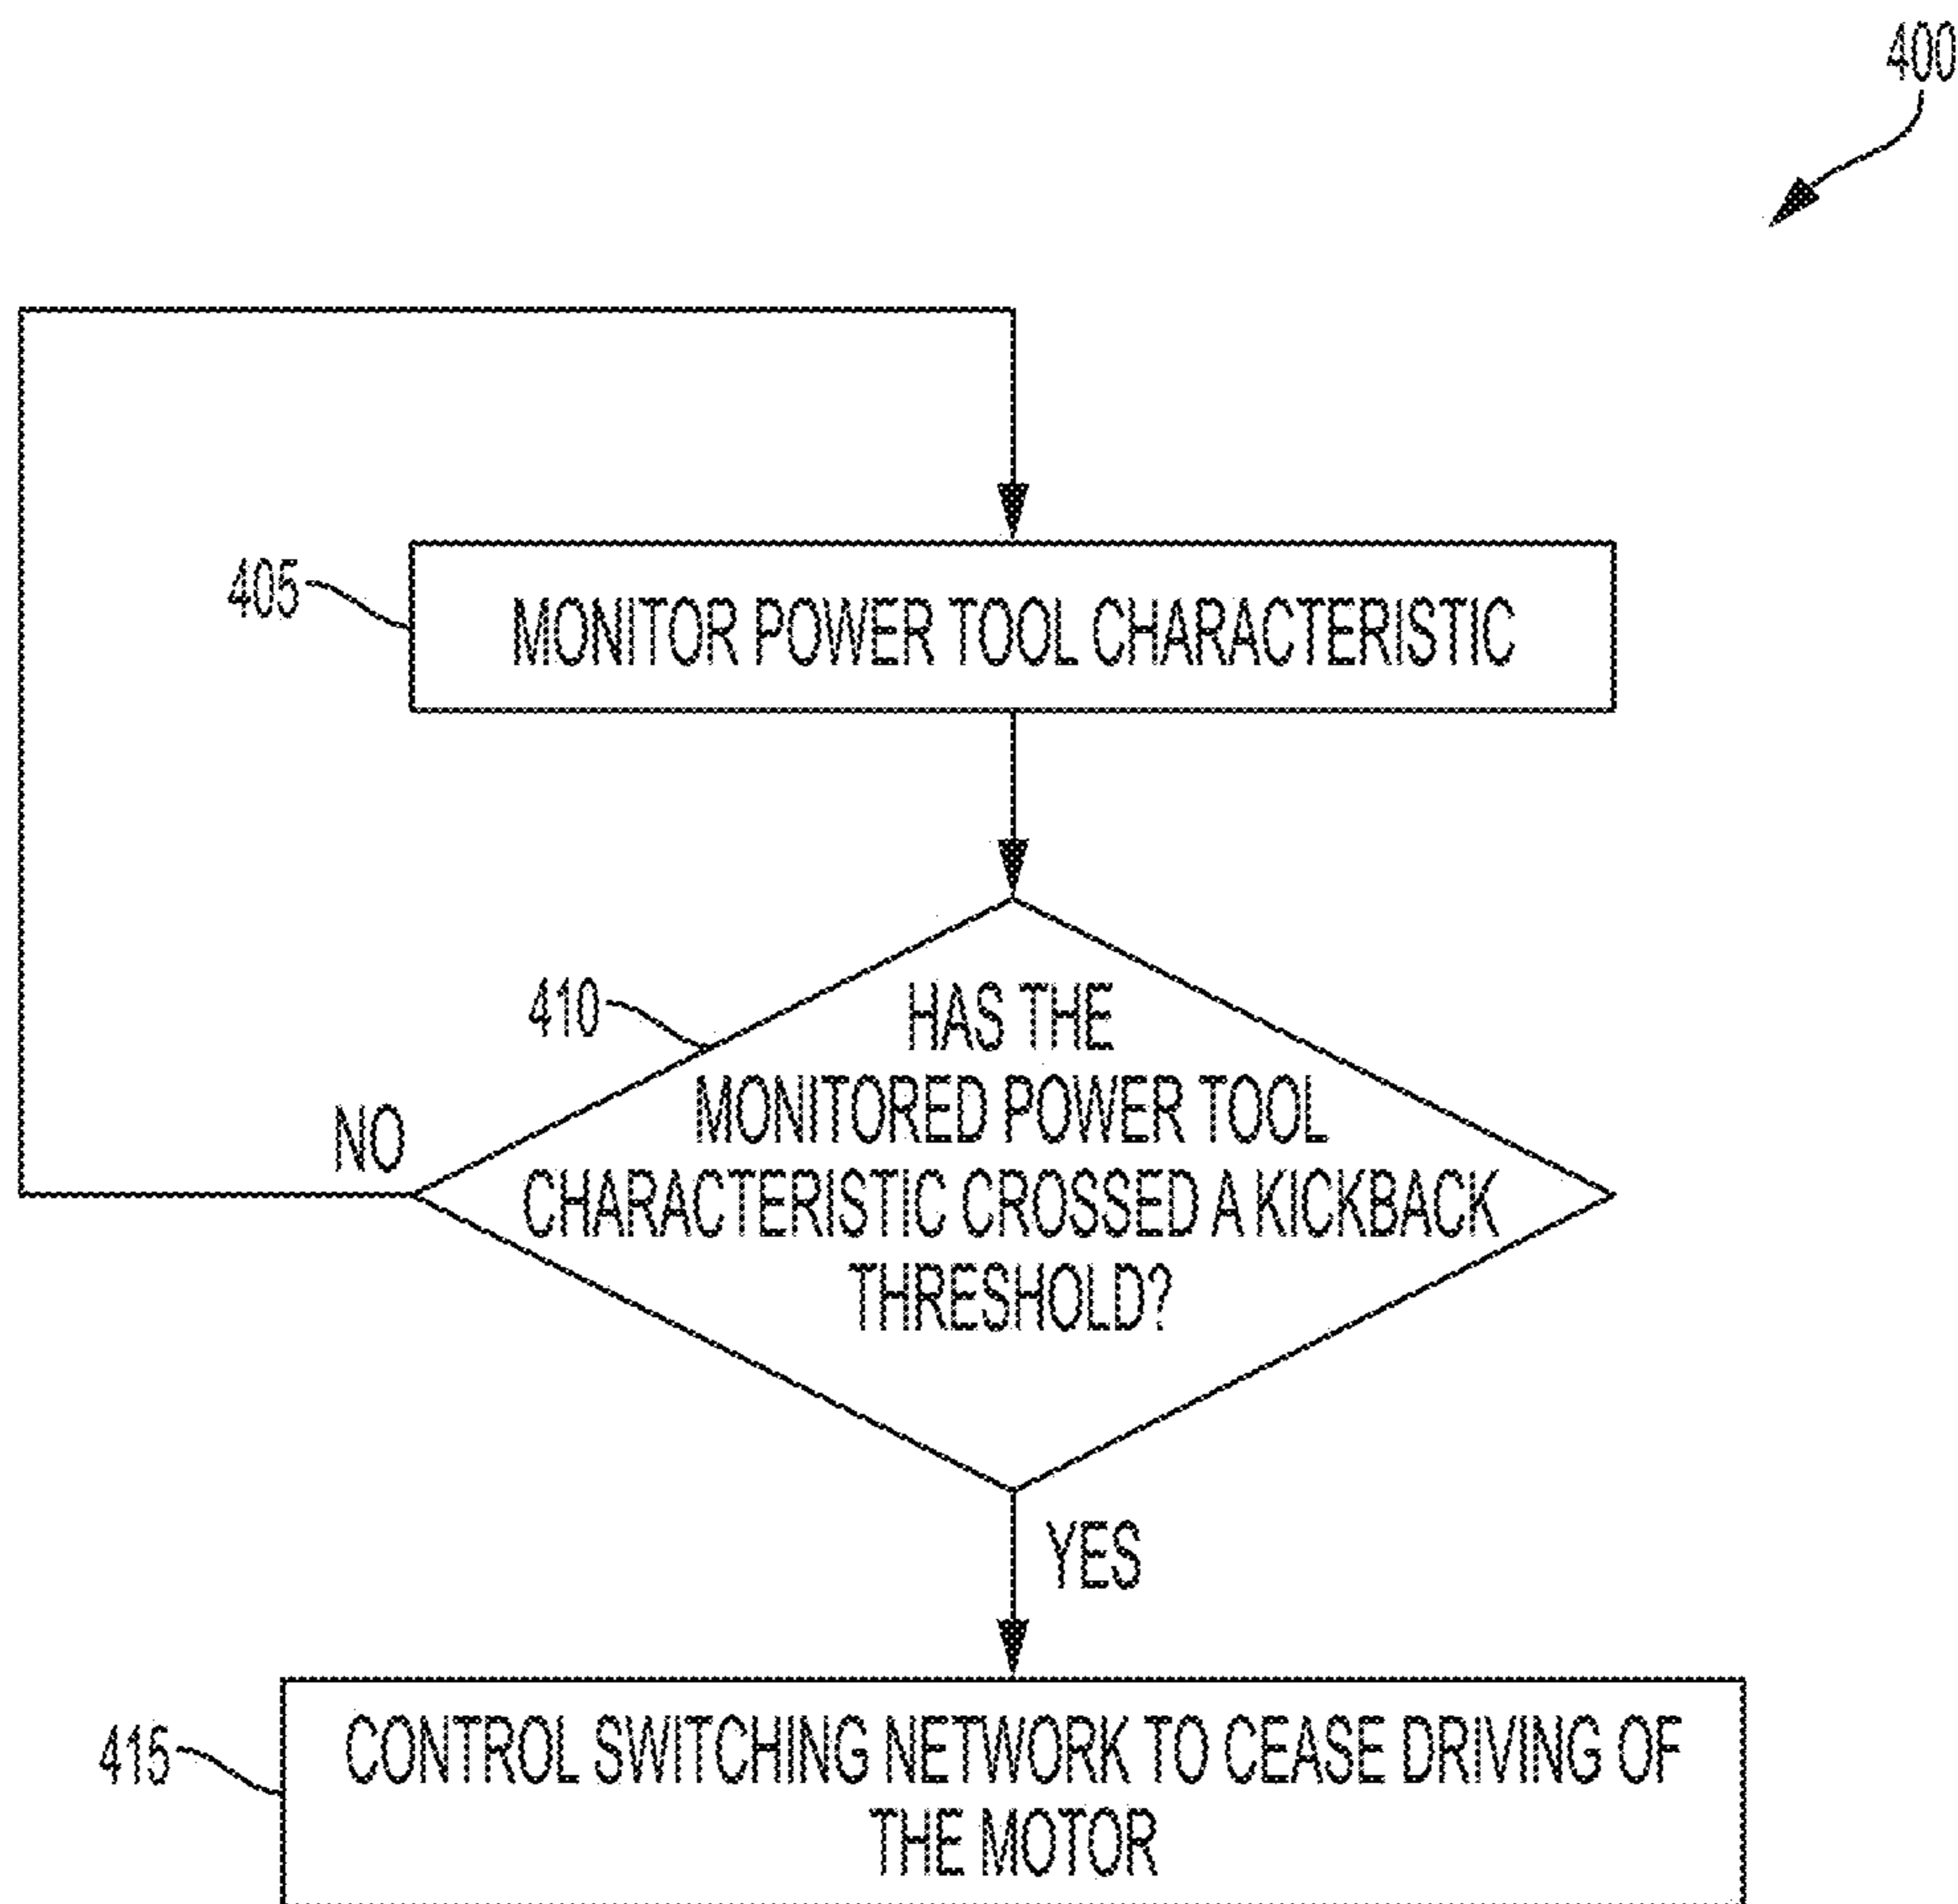 400
405
MONITOR POWER TOOL CHARACTERISTIC
410
HAS THE
MONITORED POWER TOOL
CHARACTERISTIC CROSSED A KICKBACK
THRESHOLD?
NO
YES
415
CONTROL SWITCHING NETWORK TO CEASE DRIVING OF
THE MOTOR